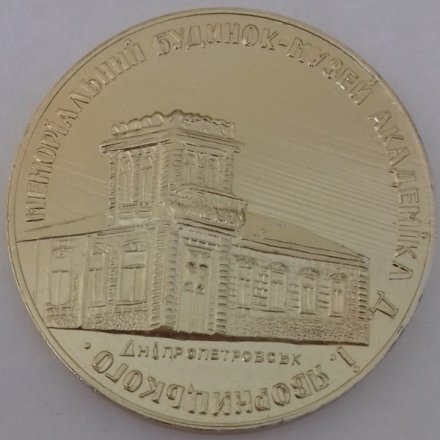 МЕМОРІАЛЬНИЙ БУДИНОК-МУЗЕЙ АКАДЕМІКА Д. І. ЯВОРНИЦЬКОГО
ДНІПРОПЕТРОВСЬК